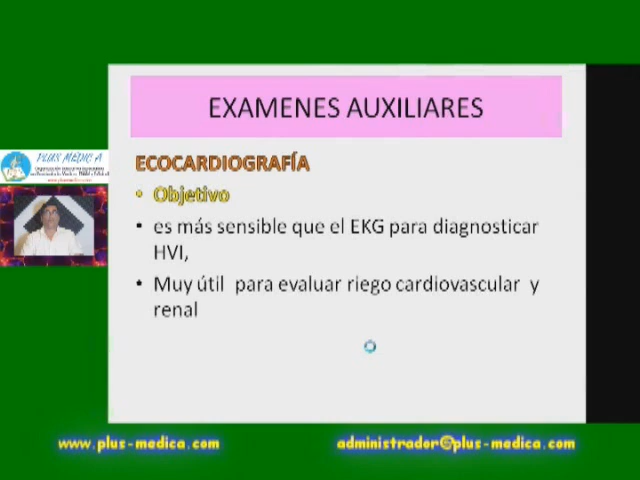 EXAMENES AUXILIARES
PLUS MEDICA
ECOCARDIOGRAFÍA
• Objetivo
• es más sensible que el EKG para diagnosticar
HVI,
• Muy útil para evaluar riego cardiovascular y
renal
www.plus-medica.com
administrador@plus-medica.com